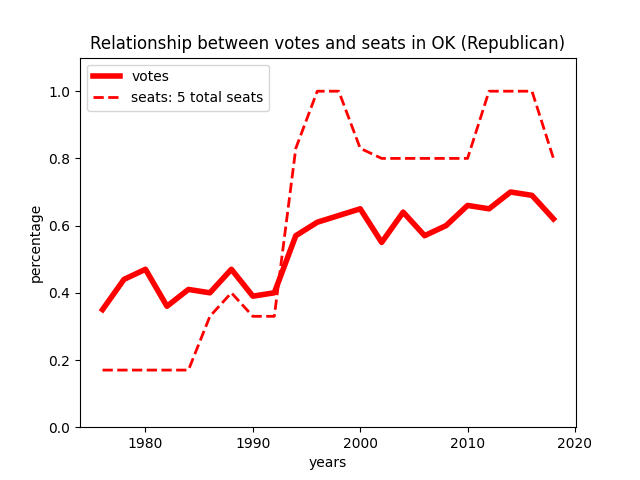 Relationship between votes and seats in OK (Republican)
votes
seats: 5 total seats
1.0
0.8
0.6
0.4
0.2
0.0
percentage
1980 1990 2000 2010 2020
years